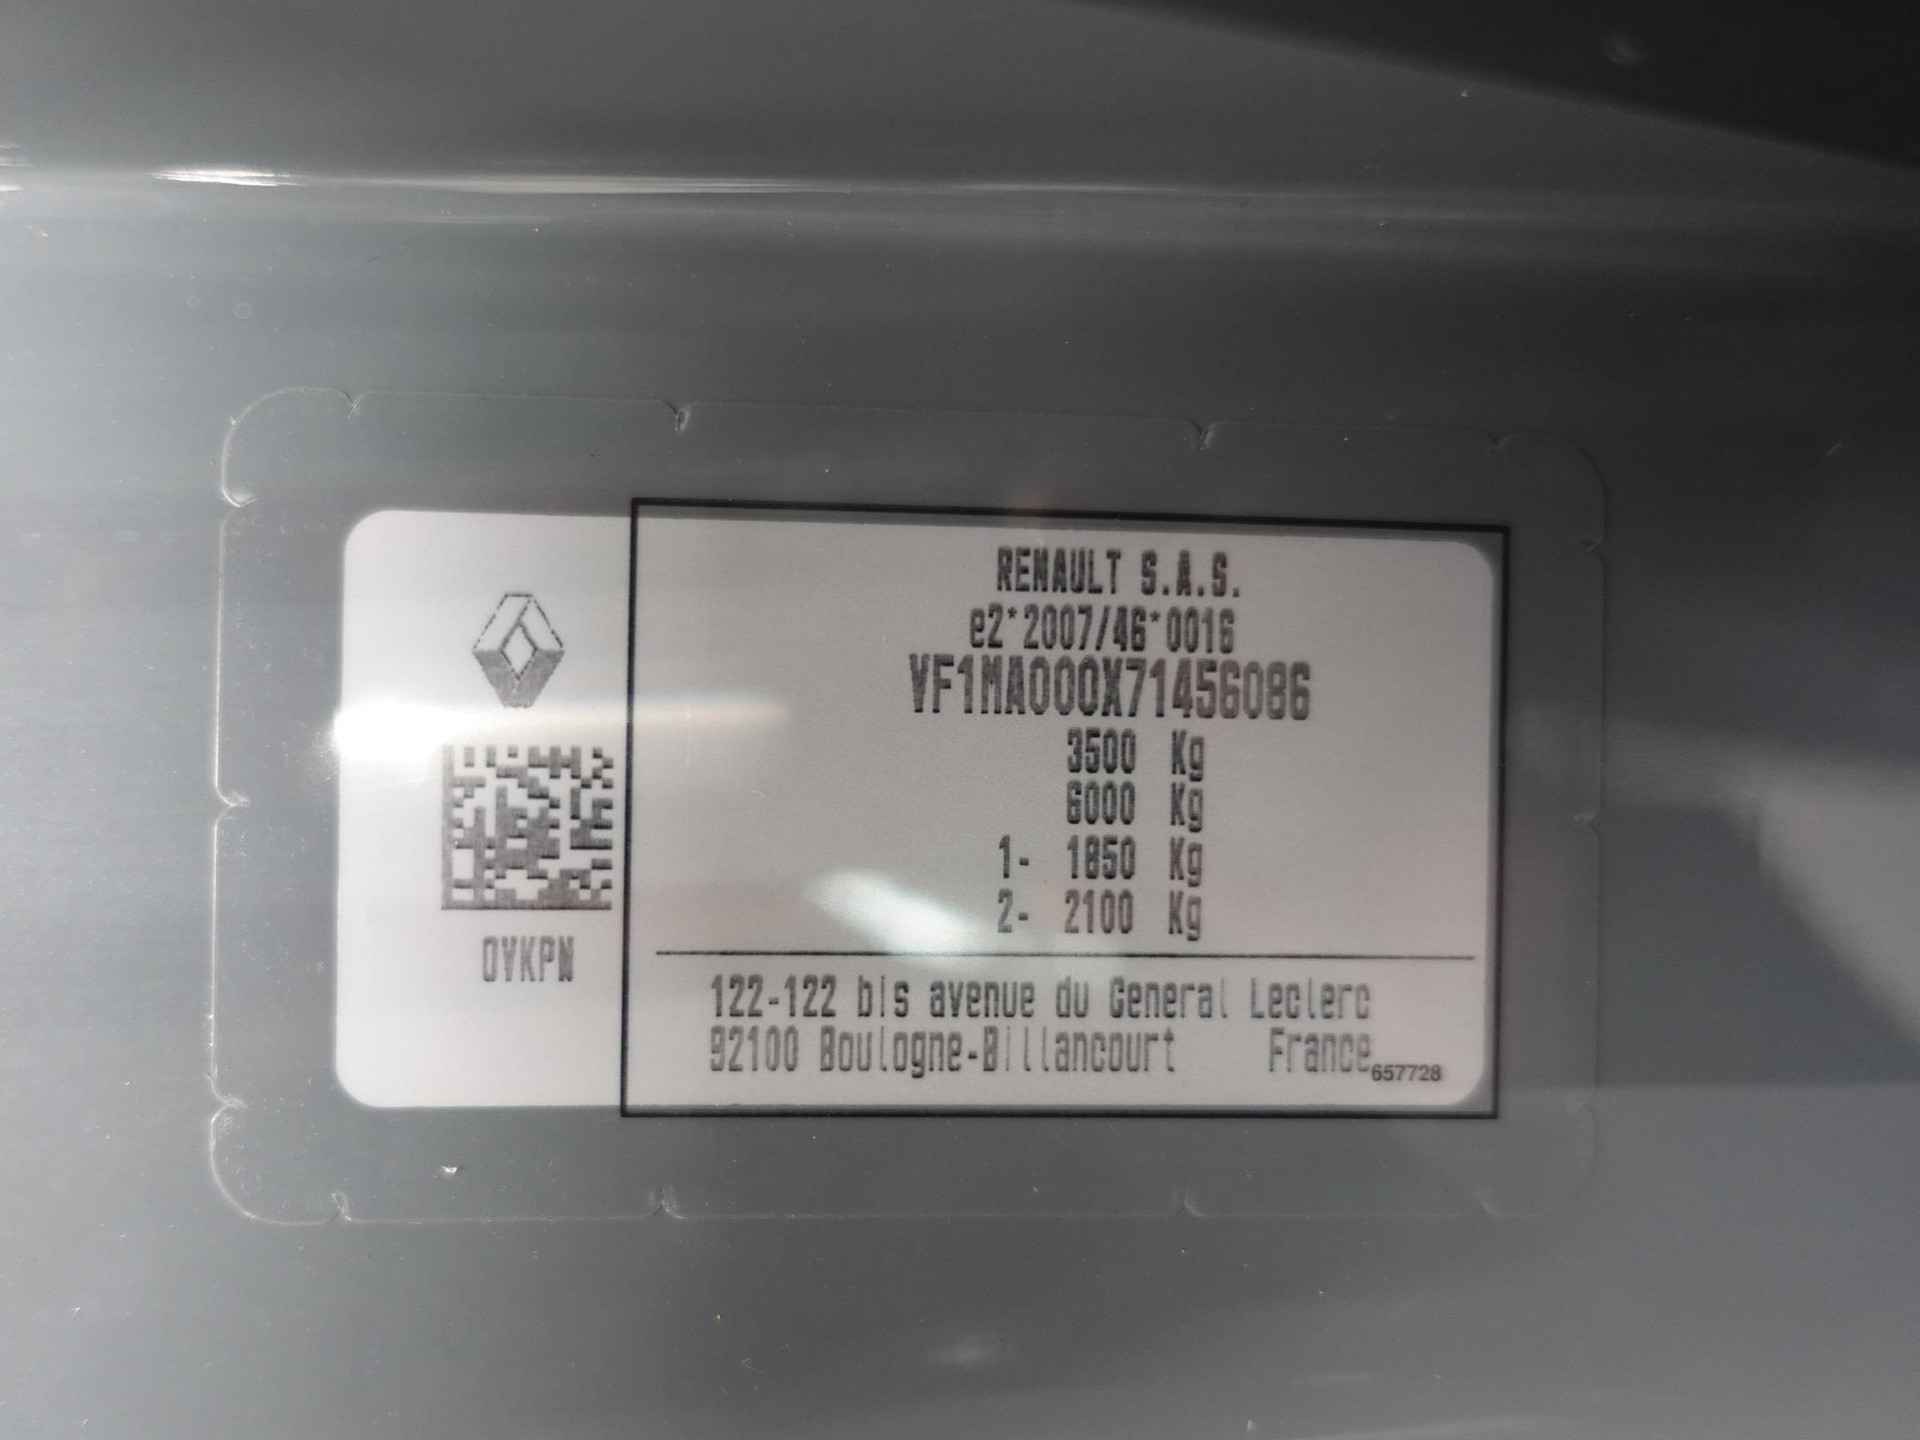 RENAULT S.A.S.
e2*2007/46*0016
VF1MA000X71456086
3500 Kg
6000 Kg
1- 1850 Kg
2- 2100 Kg
OVKPN
122-122 bis avenue du General Leclerc
92100 Boulogne-Billancourt France
657728